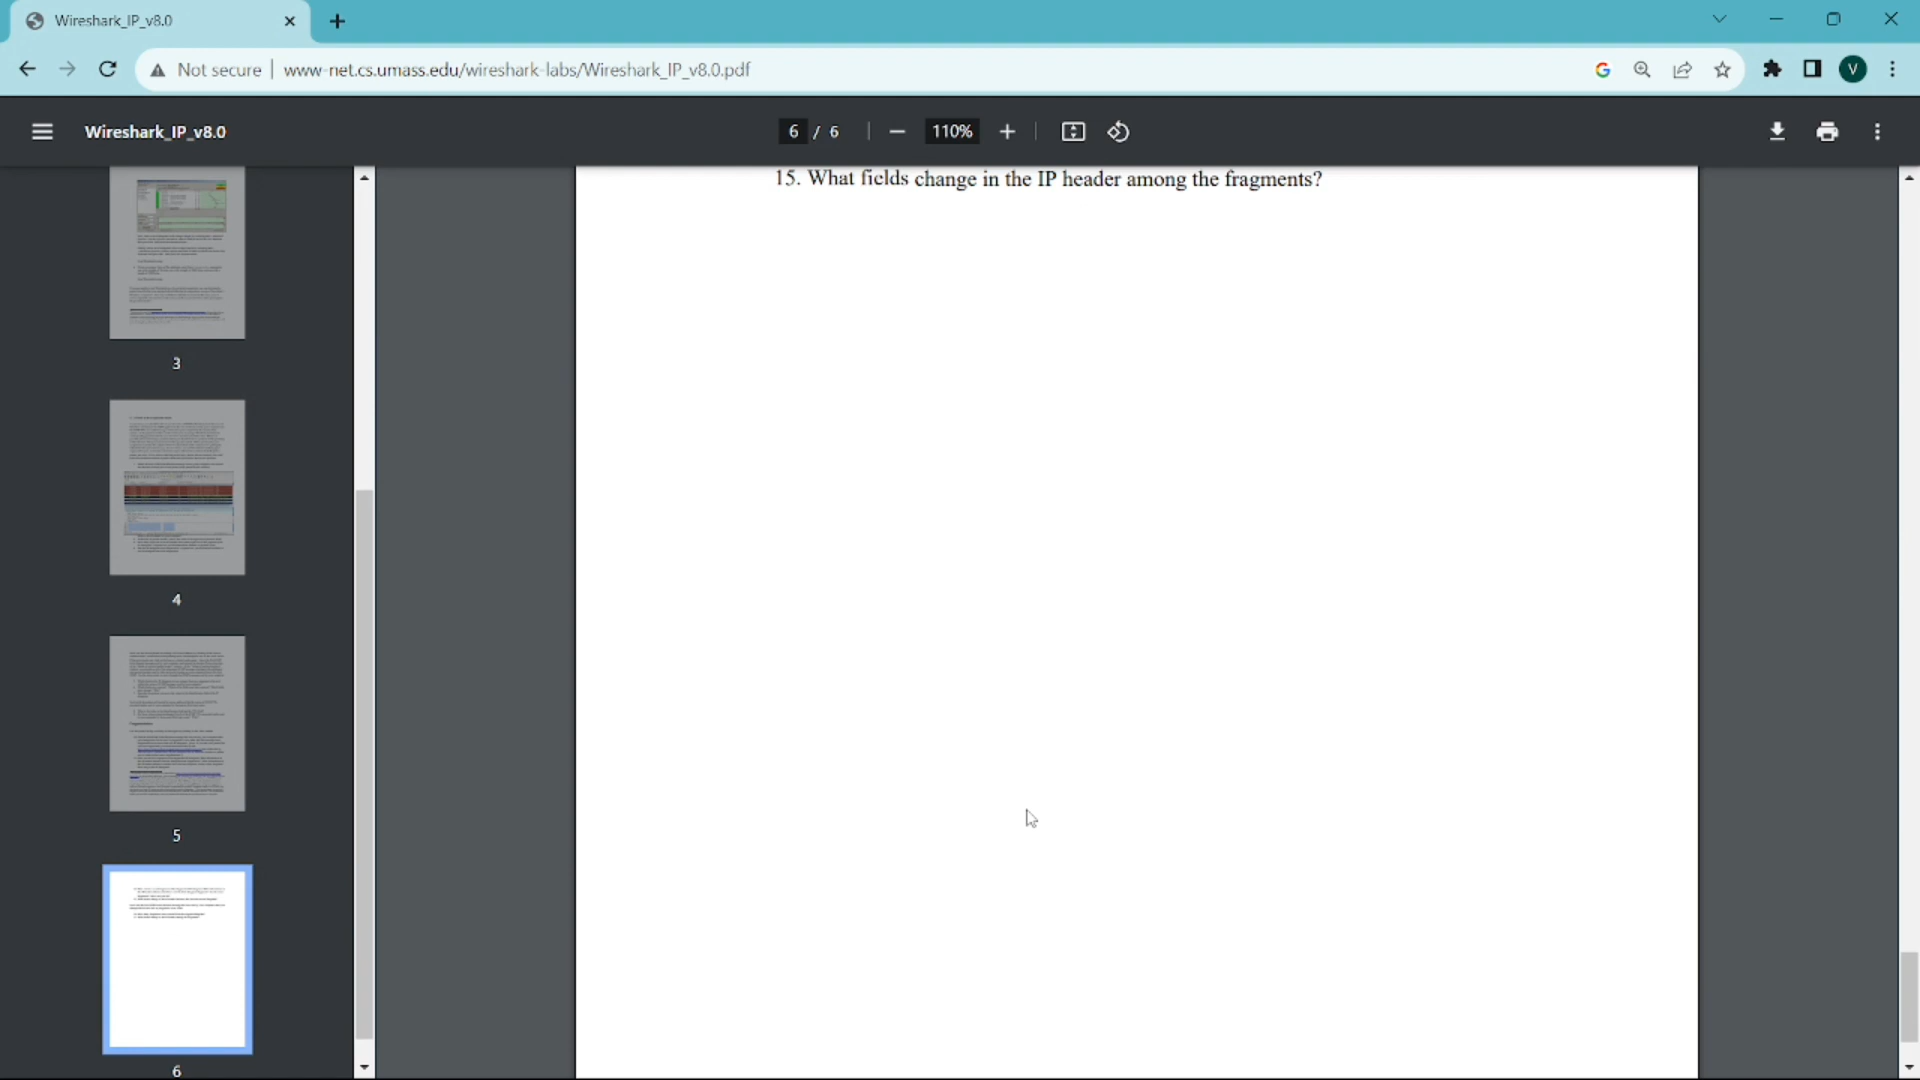 Wireshark_IP_v8.0
Not secure
www-net.cs.umass.edu/wireshark-labs/Wireshark_IP_v8.0.pdf
V
Wireshark_IP_v8.0
6 / 6
110%
15. What fields change in the IP header among the fragments?
3
4
5
6